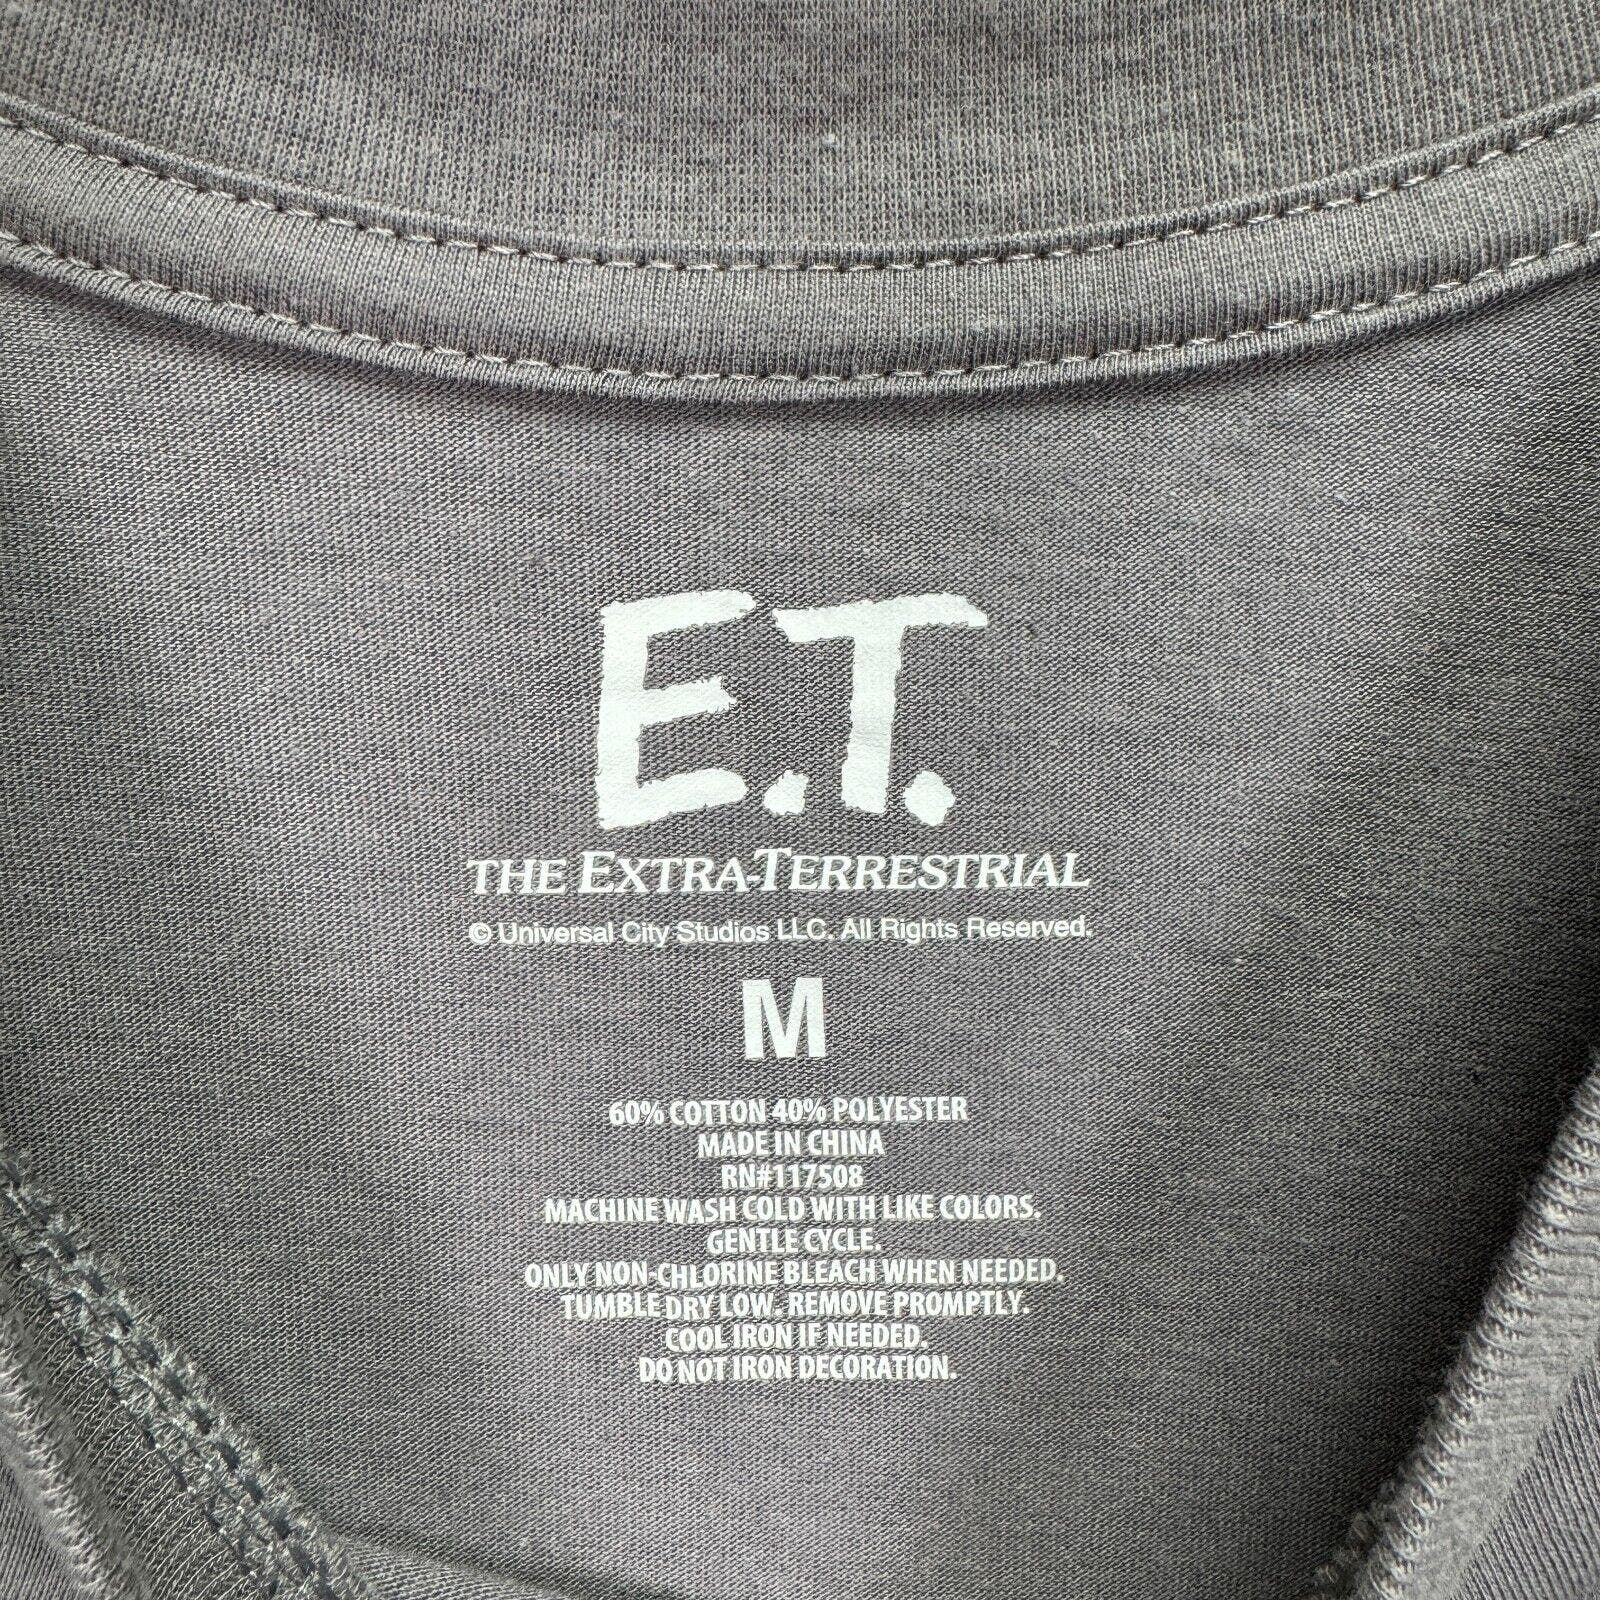 E.T.
THE EXTRA-TERRESTRIAL
© Universal City Studios LLC. All Rights Reserved.
M
60% COTTON 40% POLYESTER
MADE IN CHINA
RN#117508
MACHINE WASH COLD WITH LIKE COLORS.
GENTLE CYCLE.
ONLY NON-CHLORINE BLEACH WHEN NEEDED.
TUMBLE DRY LOW. REMOVE PROMPTLY.
COOL IRON IF NEEDED.
DO NOT IRON DECORATION.